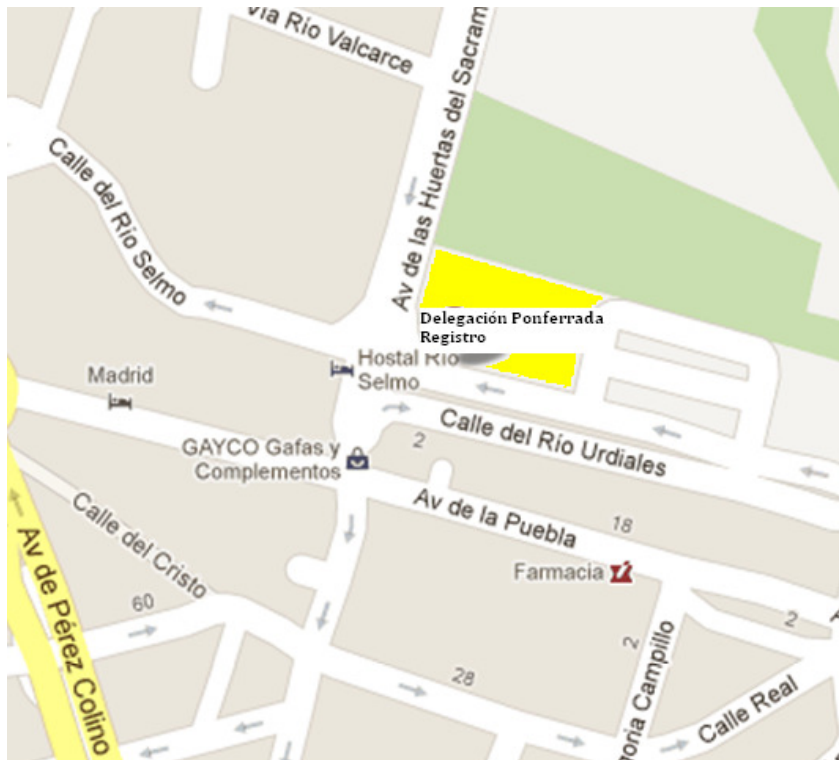 Vía Río Valcarce
Av de las Huertas del Sacram
Calle del Rio Selmo
Delegación Ponferrada
Registro
Hostal Río
Selmo
Madrid
2
Calle del Río Urdiales
GAYCO Gafas y
Complementos
Av de la Puebla
18
Calle del Cristo
Farmacia
Av de Pérez Colino
60
2
2
28
Campillo
Calle Real